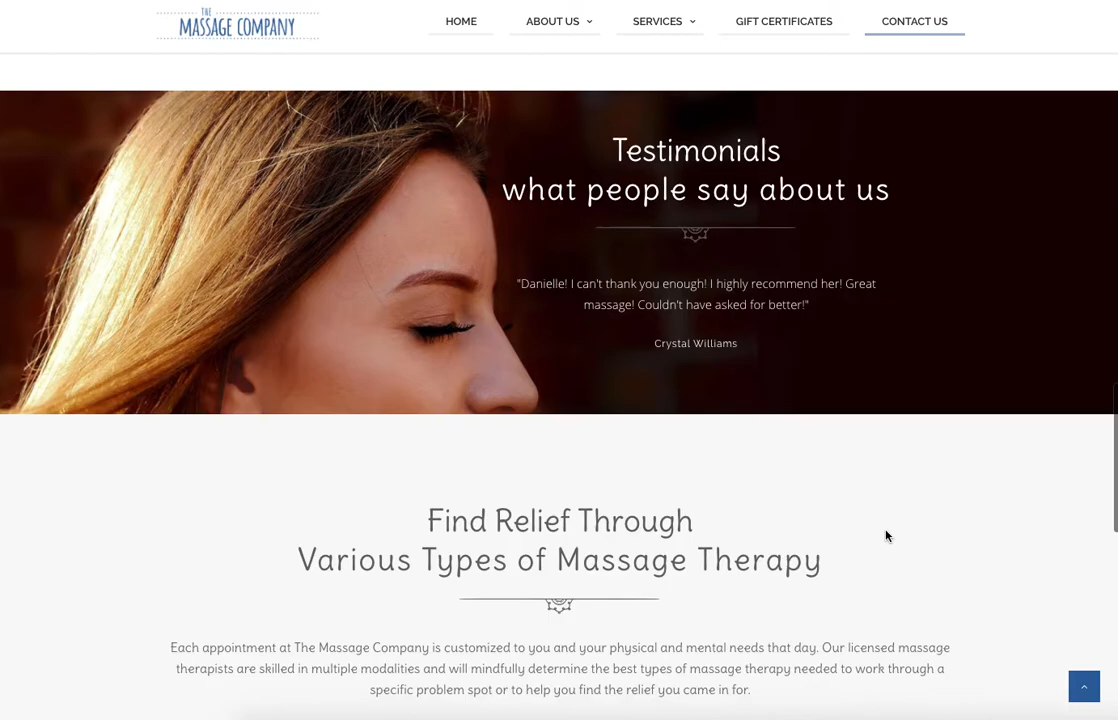 THE
MASSAGE COMPANY
HOME ABOUT US SERVICES GIFT CERTIFICATES CONTACT US
Testimonials
what people say about us
"Danielle! I can't thank you enough! I highly recommend her! Great
massage! Couldn't have asked for better!"
Crystal Williams
Find Relief Through
Various Types of Massage Therapy
Each appointment at The Massage Company is customized to you and your physical and mental needs that day. Our licensed massage
therapists are skilled in multiple modalities and will mindfully determine the best types of massage therapy needed to work through a
specific problem spot or to help you find the relief you came in for.